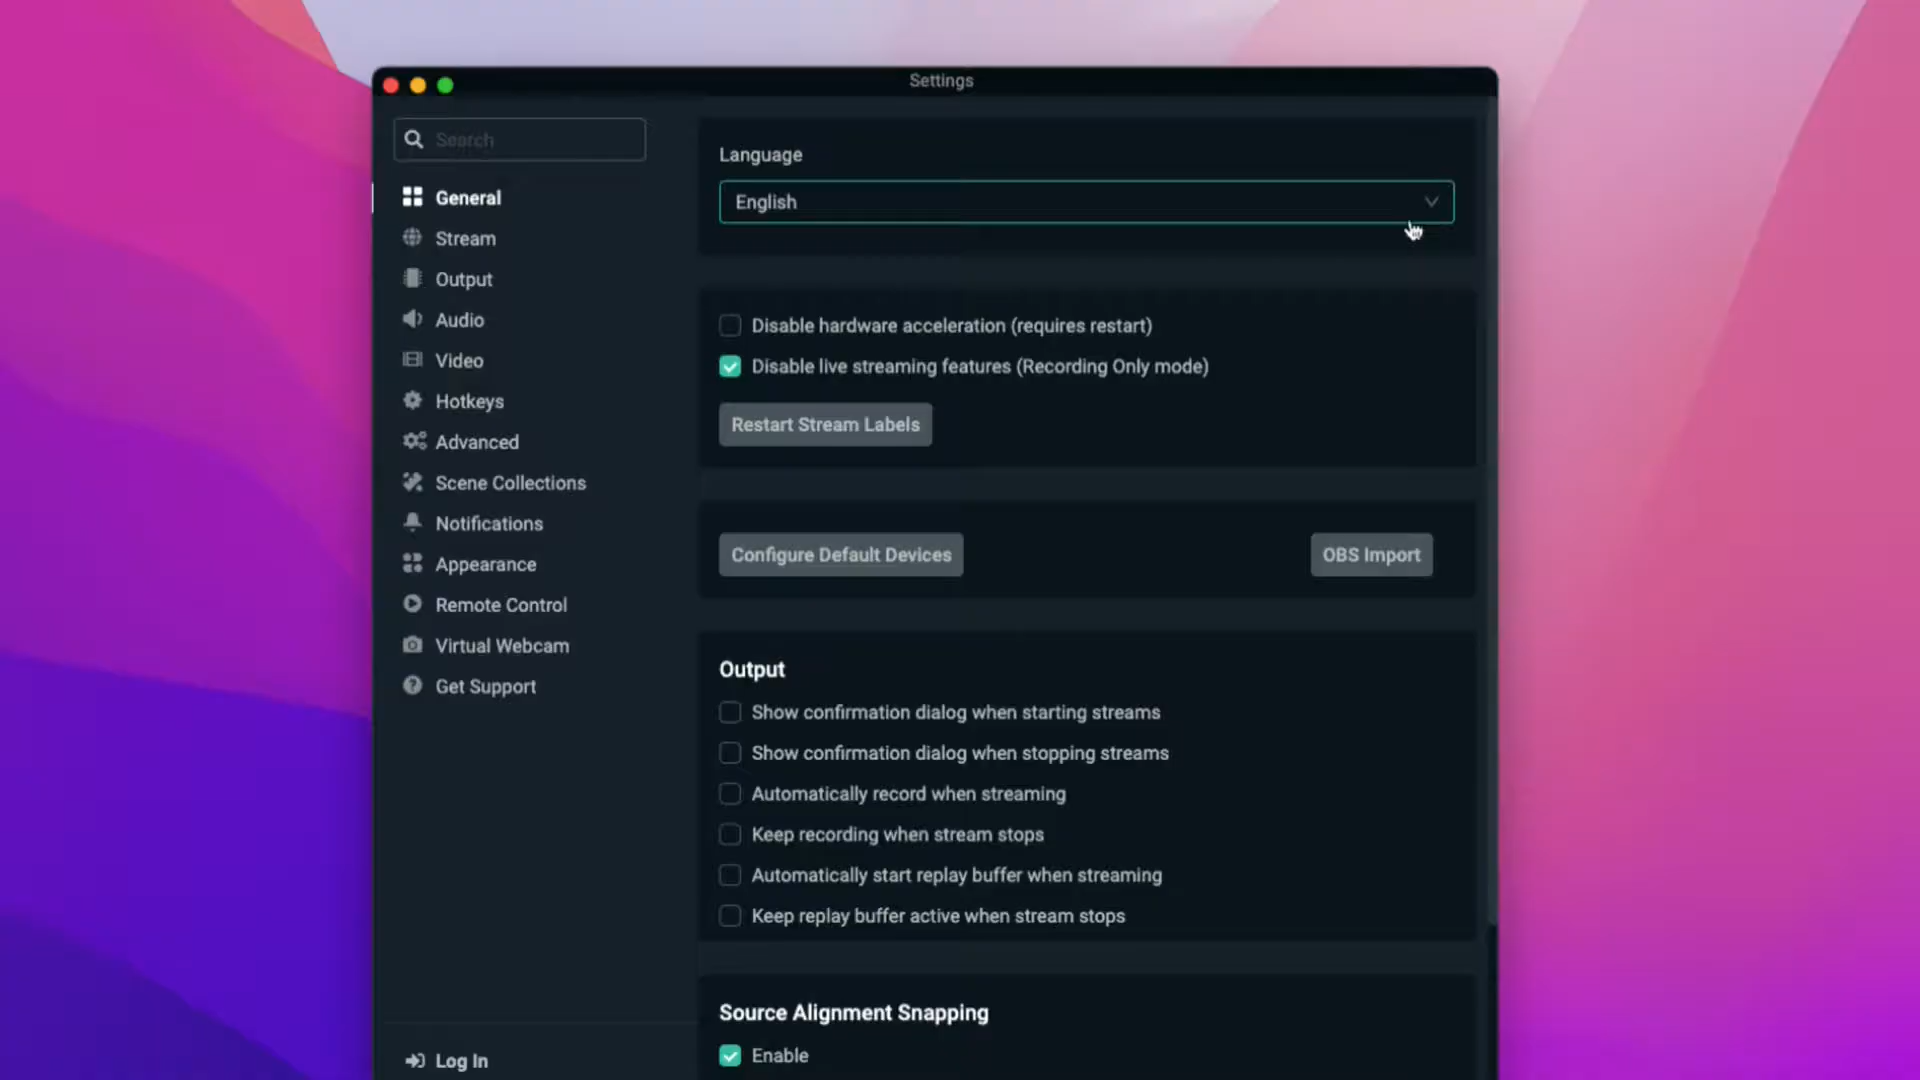 Settings
Search
General
Stream
Output
Audio
Video
Hotkeys
Advanced
Scene Collections
Notifications
Appearance
Remote Control
Virtual Webcam
Get Support
Log In
Language
English
Disable hardware acceleration (requires restart)
Disable live streaming features (Recording Only mode)
Restart Stream Labels
Configure Default Devices
OBS Import
Output
Show confirmation dialog when starting streams
Show confirmation dialog when stopping streams
Automatically record when streaming
Keep recording when stream stops
Automatically start replay buffer when streaming
Keep replay buffer active when stream stops
Source Alignment Snapping
Enable